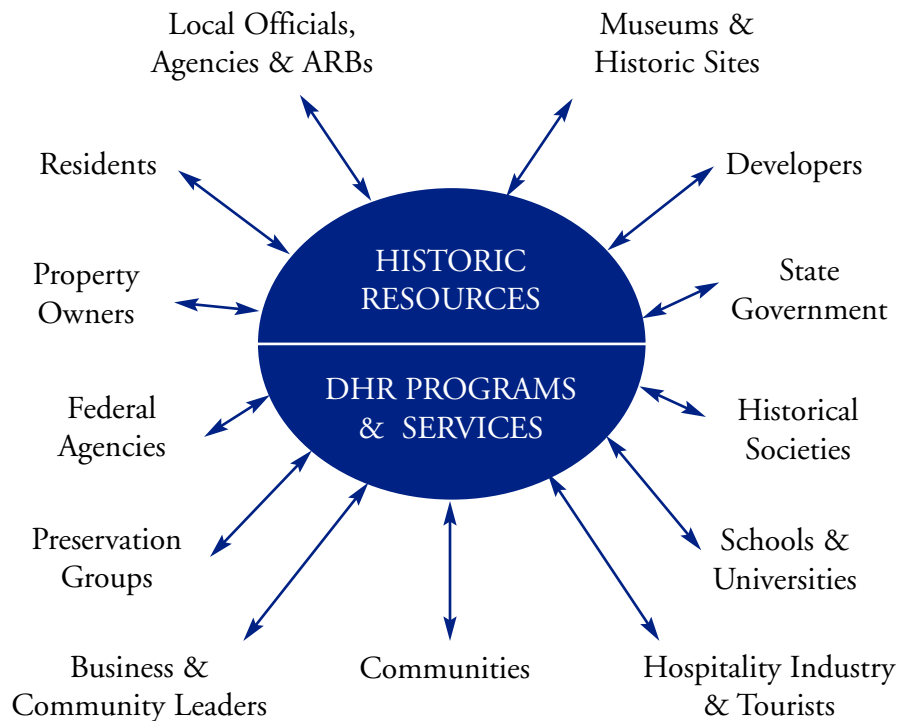 Local Officials,
Agencies & ARBs
Museums &
Historic Sites
Residents
Developers
Property
Owners
HISTORIC
RESOURCES
State
Government
Federal
Agencies
DHR PROGRAMS
& SERVICES
Historical
Societies
Preservation
Groups
Schools &
Universities
Business &
Community Leaders
Communities
Hospitality Industry
& Tourists